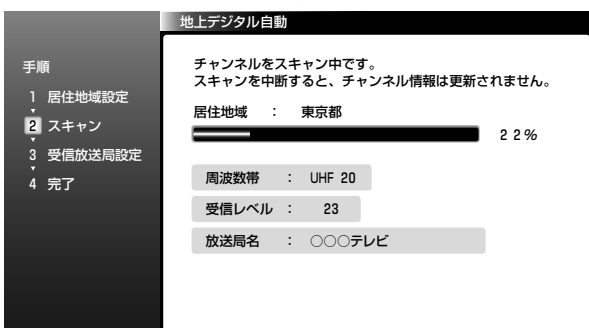 地上デジタル自動
手順
1 居住地域設定
2 スキャン
3 受信放送局設定
4 完了
チャンネルをスキャン中です。
スキャンを中断すると、チャンネル情報は更新されません。
居住地域 : 東京都
22%
周波数帯 : UHF 20
受信レベル : 23
放送局名 : ○○○テレビ